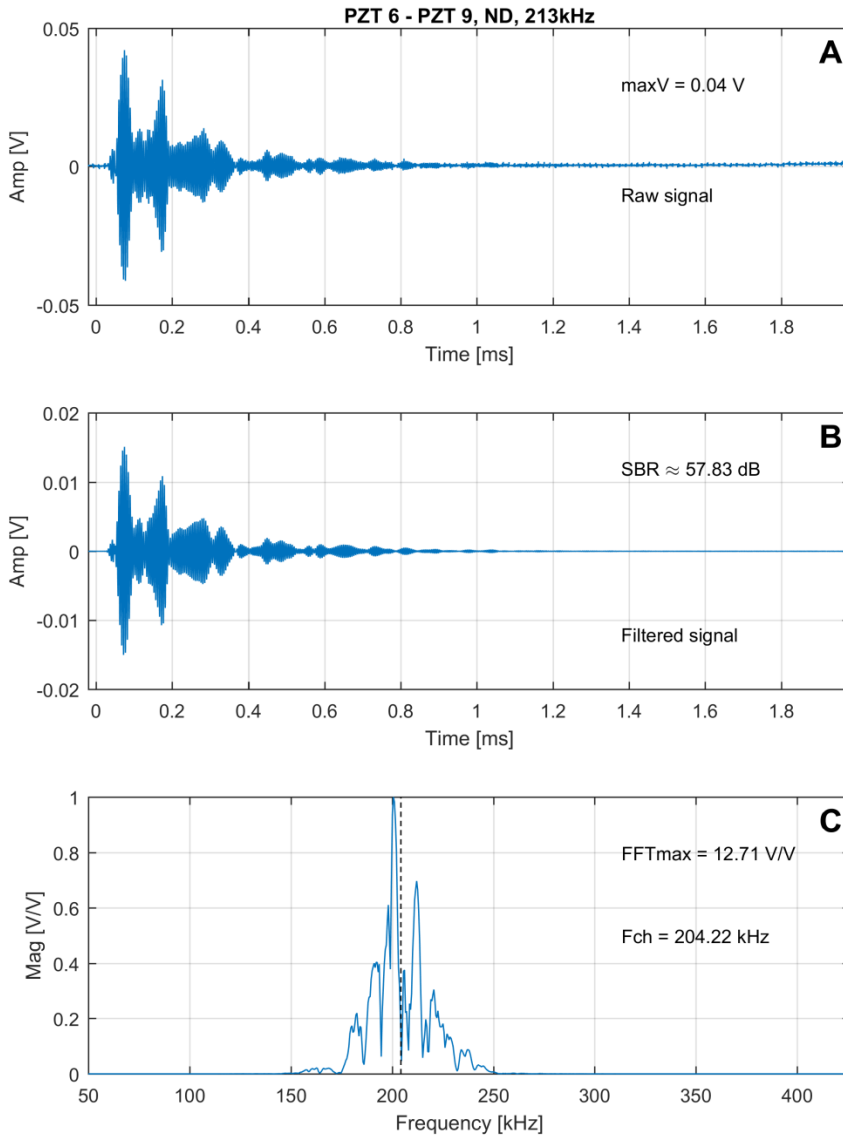 PZT 6 - PZT 9, ND, 213kHz
A
0.05
maxV = 0.04 V
Amp [V]
0
Raw signal
-0.05
0 0.2 0.4 0.6 0.8 1 1.2 1.4 1.6 1.8
Time [ms]
B
0.02
SBR ≈ 57.83 dB
0.01
Amp [V]
0
-0.01
Filtered signal
-0.02
0 0.2 0.4 0.6 0.8 1 1.2 1.4 1.6 1.8
Time [ms]
C
1
FFTmax = 12.71 V/V
0.8
Mag [V/V]
0.6
Fch = 204.22 kHz
0.4
0.2
0
50 100 150 200 250 300 350 400
Frequency [kHz]